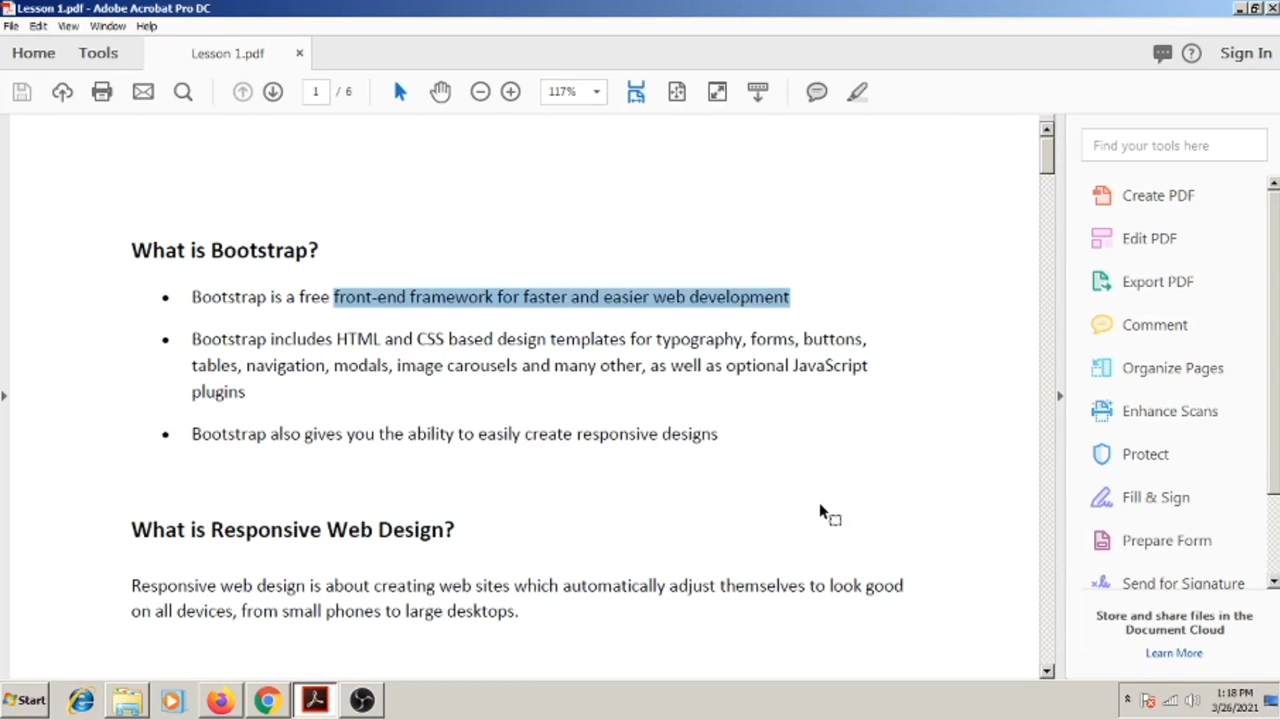 Lesson 1.pdf - Adobe Acrobat Pro DC
File Edit View Window Help
Home Tools Lesson 1.pdf × Sign In
1 / 6 117%
Find your tools here
Create PDF
Edit PDF
Export PDF
Comment
Organize Pages
Enhance Scans
Protect
Fill & Sign
Prepare Form
Send for Signature
Store and share files in the
Document Cloud
Learn More
What is Bootstrap?
• Bootstrap is a free front-end framework for faster and easier web development
• Bootstrap includes HTML and CSS based design templates for typography, forms, buttons,
tables, navigation, modals, image carousels and many other, as well as optional JavaScript
plugins
• Bootstrap also gives you the ability to easily create responsive designs
What is Responsive Web Design?
Responsive web design is about creating web sites which automatically adjust themselves to look good
on all devices, from small phones to large desktops.
Start
1:18 PM
3/26/2021